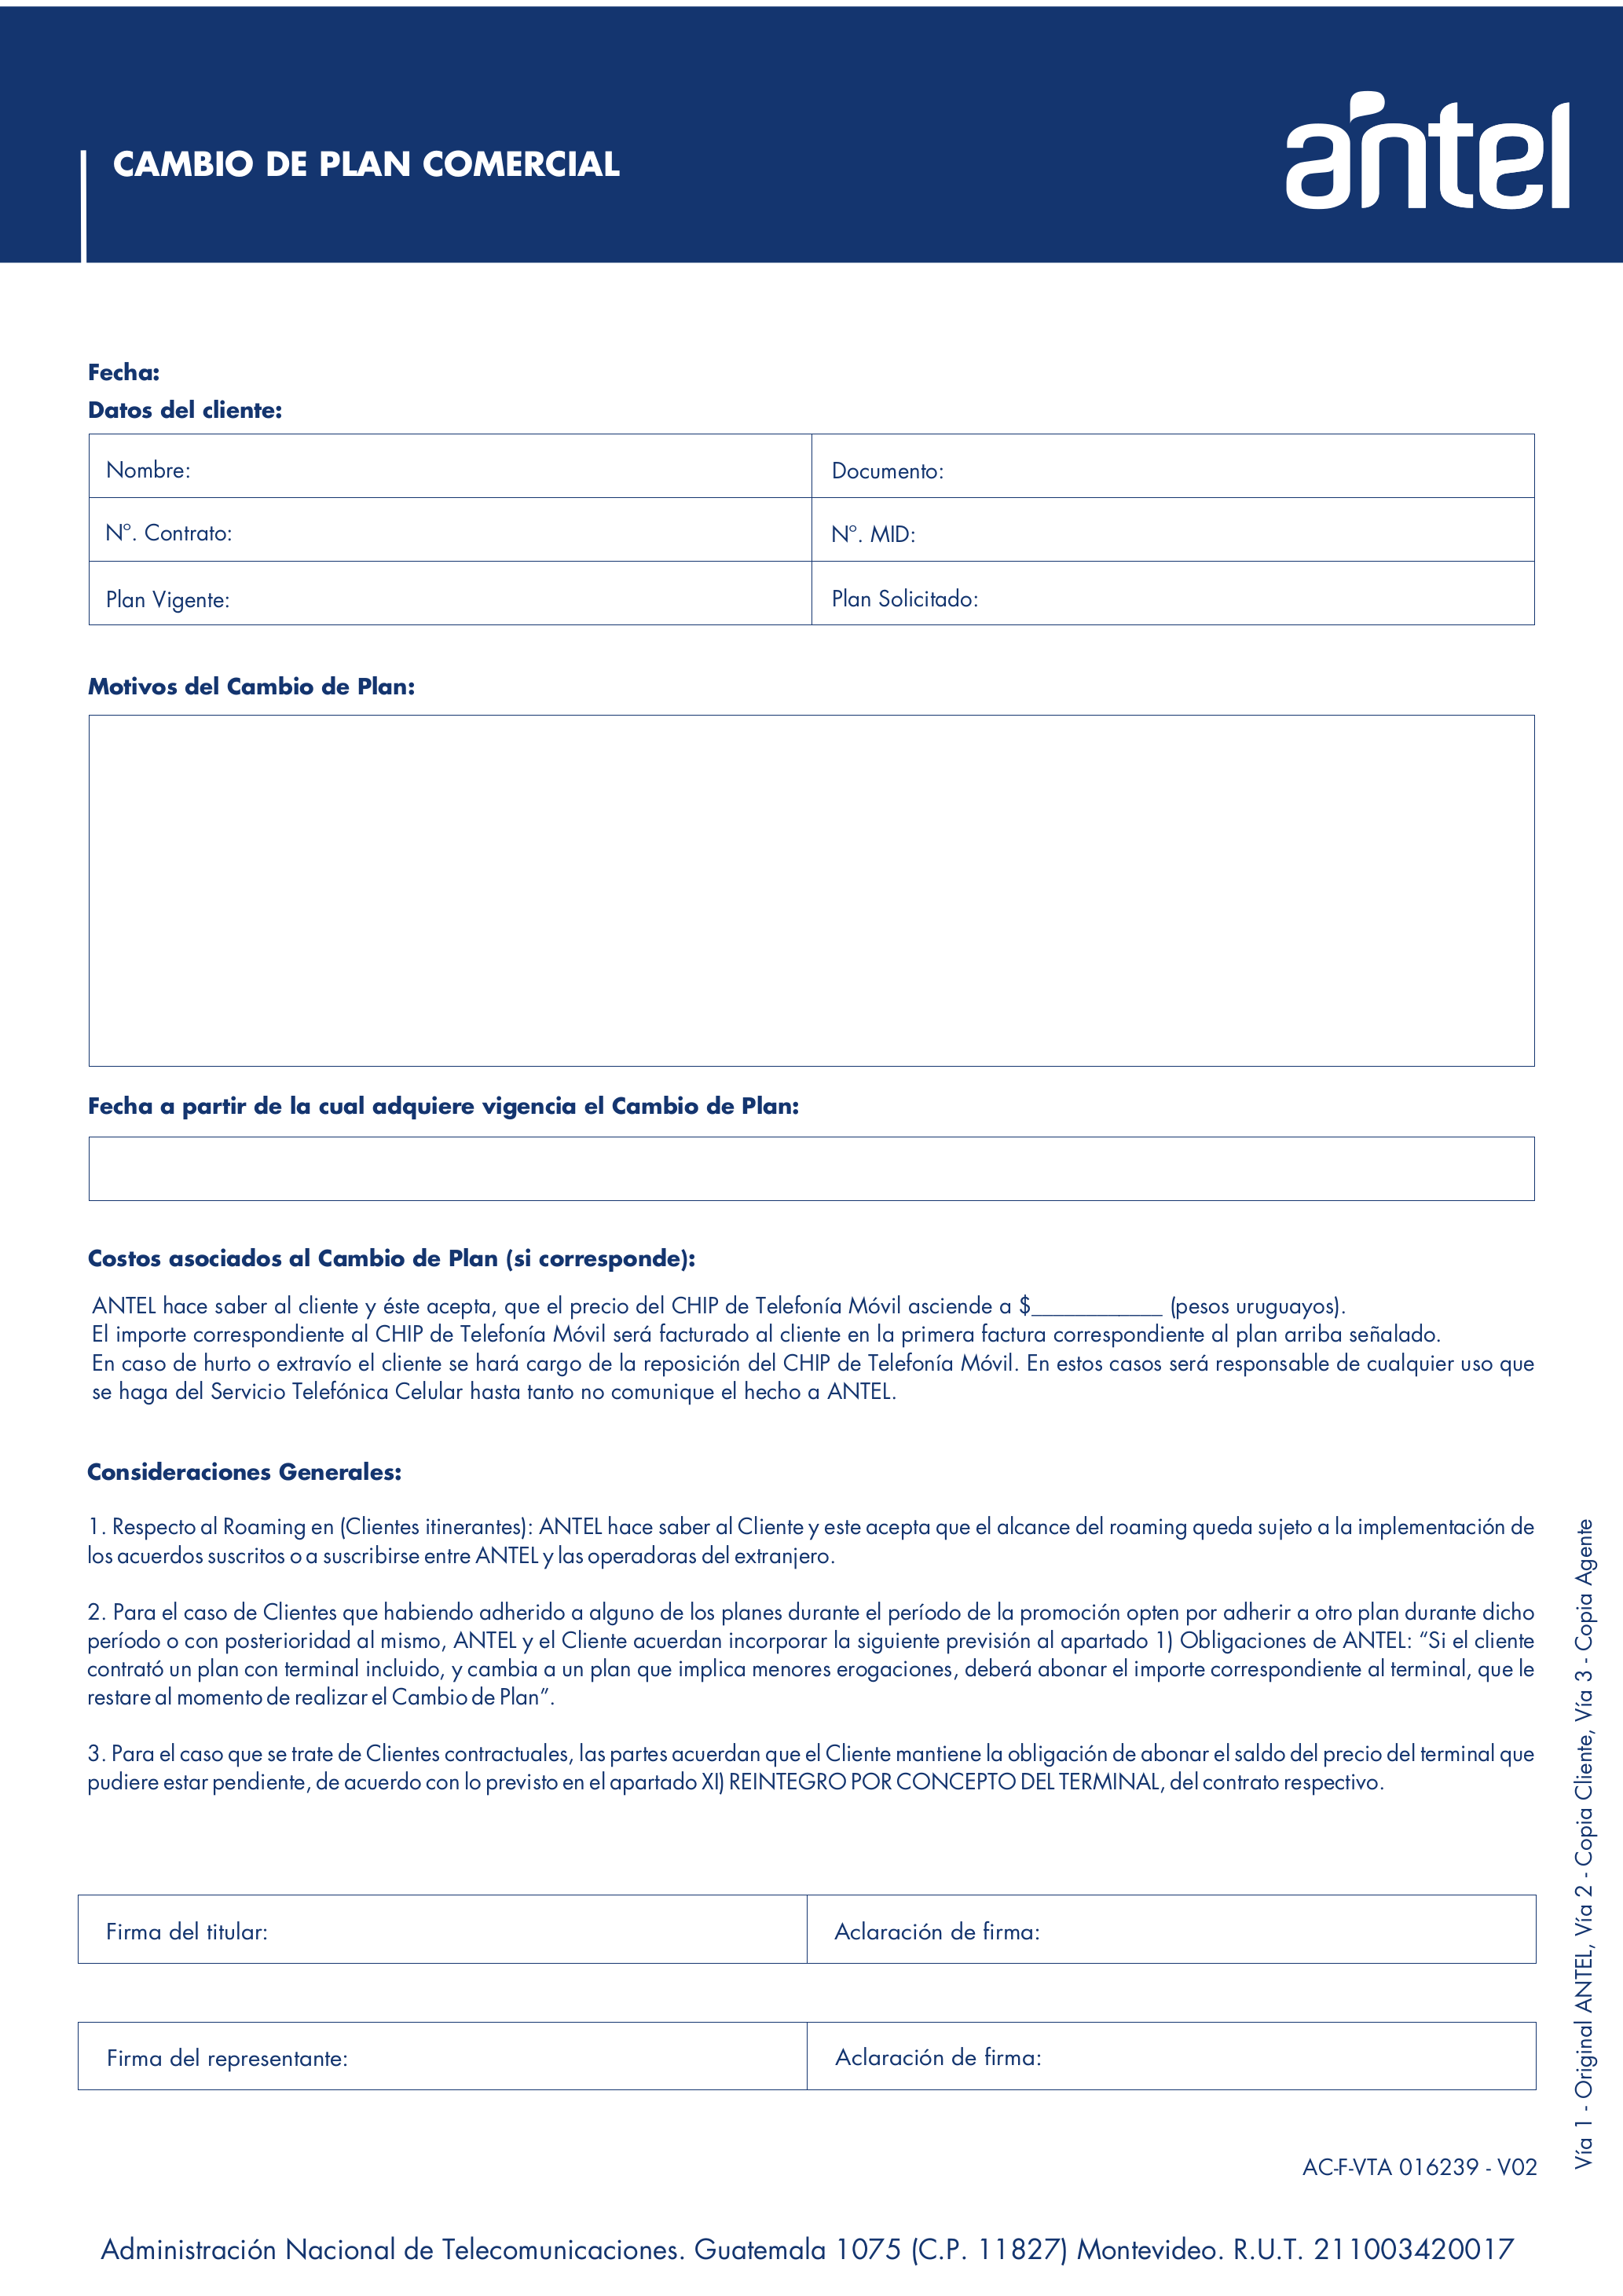 CAMBIO DE PLAN COMERCIAL
antel
Fecha:
Datos del cliente:
Nombre:
Documento:
Nº. Contrato:
Nº. MID:
Plan Vigente:
Plan Solicitado:
Motivos del Cambio de Plan:
Fecha a partir de la cual adquiere vigencia el Cambio de Plan:
Costos asociados al Cambio de Plan (si corresponde):
ANTEL hace saber al cliente y éste acepta, que el precio del CHIP de Telefonía Móvil asciende a $___________ (pesos uruguayos).
El importe correspondiente al CHIP de Telefonía Móvil será facturado al cliente en la primera factura correspondiente al plan arriba señalado.
En caso de hurto o extravío el cliente se hará cargo de la reposición del CHIP de Telefonía Móvil. En estos casos será responsable de cualquier uso que
se haga del Servicio Telefónica Celular hasta tanto no comunique el hecho a ANTEL.
Consideraciones Generales:
1. Respecto al Roaming en (Clientes itinerantes): ANTEL hace saber al Cliente y este acepta que el alcance del roaming queda sujeto a la implementación de
los acuerdos suscritos o a suscribirse entre ANTEL y las operadoras del extranjero.
2. Para el caso de Clientes que habiendo adherido a alguno de los planes durante el período de la promoción opten por adherir a otro plan durante dicho
período o con posterioridad al mismo, ANTEL y el Cliente acuerdan incorporar la siguiente previsión al apartado 1) Obligaciones de ANTEL: “Si el cliente
contrató un plan con terminal incluido, y cambia a un plan que implica menores erogaciones, deberá abonar el importe correspondiente al terminal, que le
restare al momento de realizar el Cambio de Plan”.
3. Para el caso que se trate de Clientes contractuales, las partes acuerdan que el Cliente mantiene la obligación de abonar el saldo del precio del terminal que
pudiere estar pendiente, de acuerdo con lo previsto en el apartado XI) REINTEGRO POR CONCEPTO DEL TERMINAL, del contrato respectivo.
Firma del titular:
Aclaración de firma:
Firma del representante:
Aclaración de firma:
Vía 1 - Original ANTEL, Vía 2 - Copia Cliente, Vía 3 - Copia Agente
AC-F-VTA 016239 - V02
Administración Nacional de Telecomunicaciones. Guatemala 1075 (C.P. 11827) Montevideo. R.U.T. 211003420017